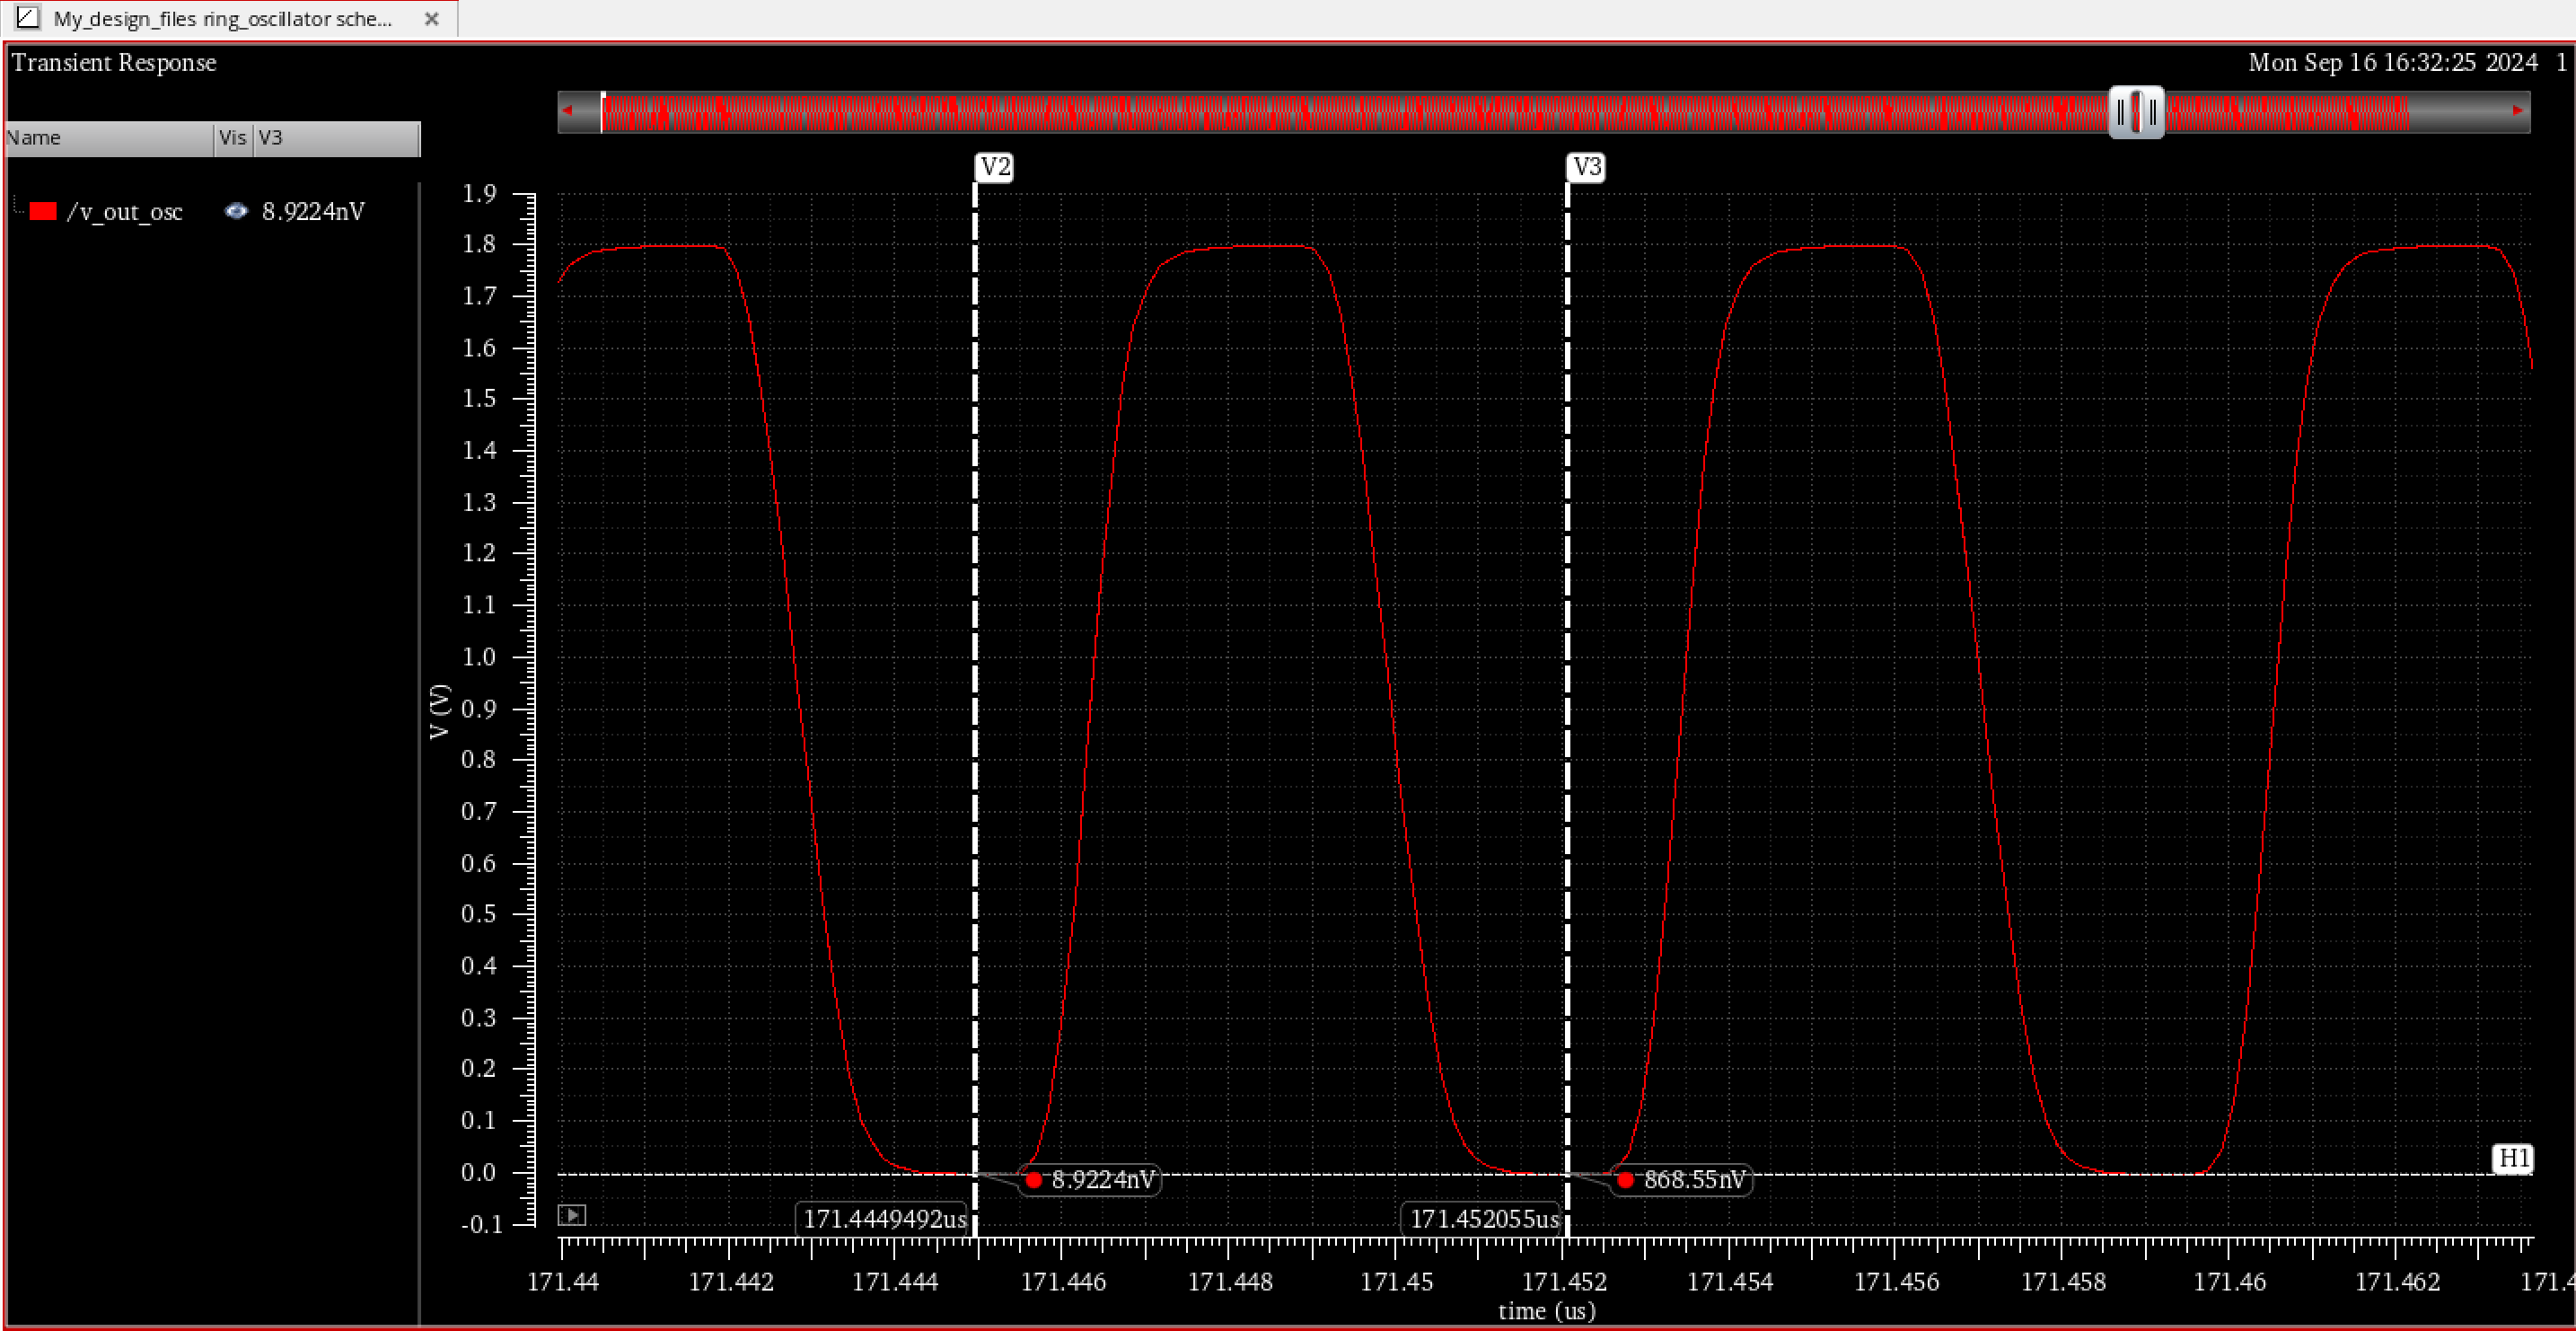 My_design_files ring_oscillator sche...
Transient Response
Mon Sep 16 16:32:25 2024 1
Name Vis V3
/v_out_osc 8.9224nV
V2
V3
1.9
1.8
1.7
1.6
1.5
1.4
1.3
1.2
1.1
1.0
0.9
0.8
0.7
0.6
0.5
0.4
0.3
0.2
0.1
0.0
-0.1
V (V)
H1
8.9224nV
868.55nV
171.4449492us
171.452055us
171.44 171.442 171.444 171.446 171.448 171.45 171.452 171.454 171.456 171.458 171.46 171.462 171.4
time (us)